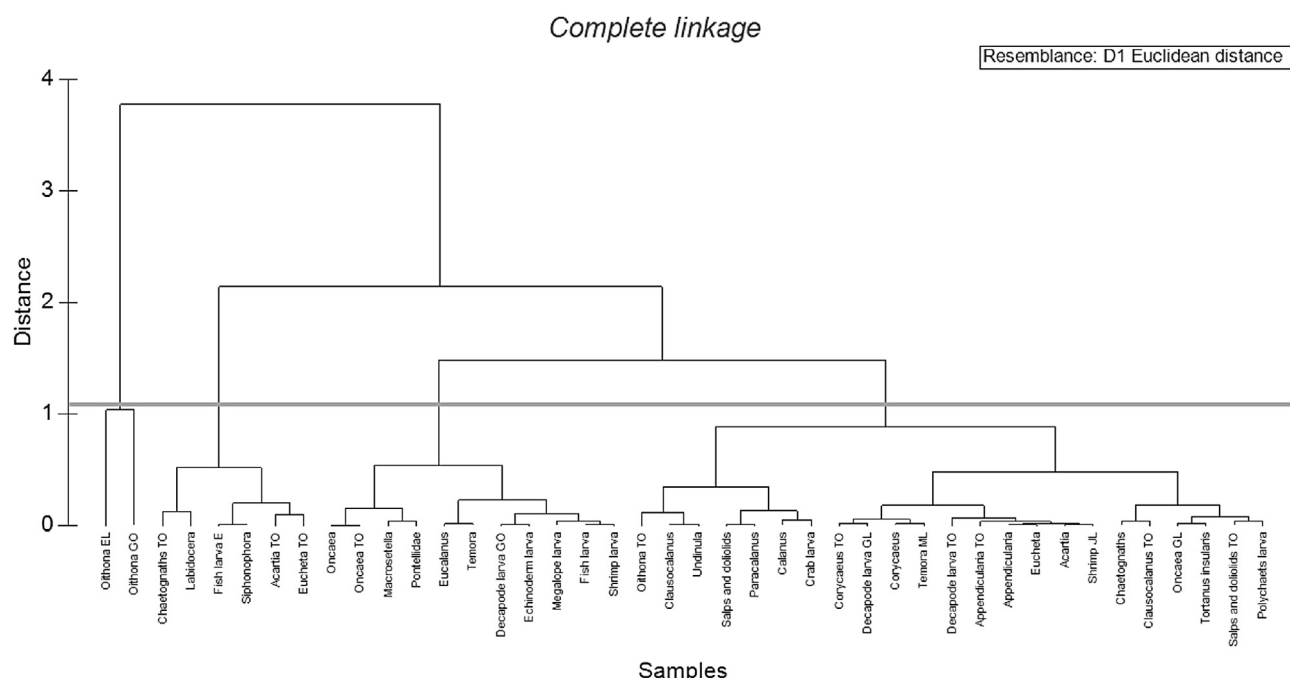 Complete linkage
Resemblance: D1 Euclidean distance
Distance
4
3
2
1
0
Oithona EL
Oithona GO
Chaetognaths TO
Labidocera
Fish larva E
Siphonophora
Acartia TO
Eucheta TO
Oncaea
Oncaea TO
Macrosetella
Pontellidae
Eucalanus
Temora
Decapode larva GO
Echinoderm larva
Megalope larva
Fish larva
Shrimp larva
Oithona TO
Clausocalanus
Undinula
Salps and doliolids
Paracalanus
Calanus
Crab larva
Corycaeus TO
Decapode larva GL
Corycaeus
Temora ML
Decapode larva TO
Appendicularia TO
Appendicularia
Eucheta
Acartia
Shrimp JL
Chaetognaths
Clausocalanus TO
Oncaea GL
Tortanus insularis
Salps and doliolids TO
Polychaets larva
Samples